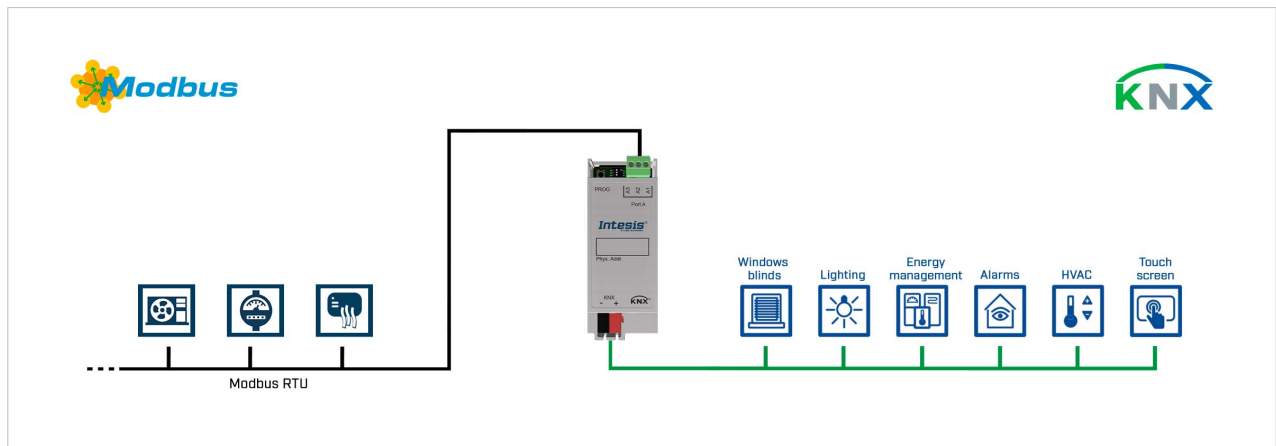 Modbus
KNX
PROG
A3 A2 A1
Port A
Intesis
Phys. Addr.
KNX
- +
KNX
Windows
blinds
Lighting
Energy
management
Alarms
HVAC
Touch
screen
Modbus RTU